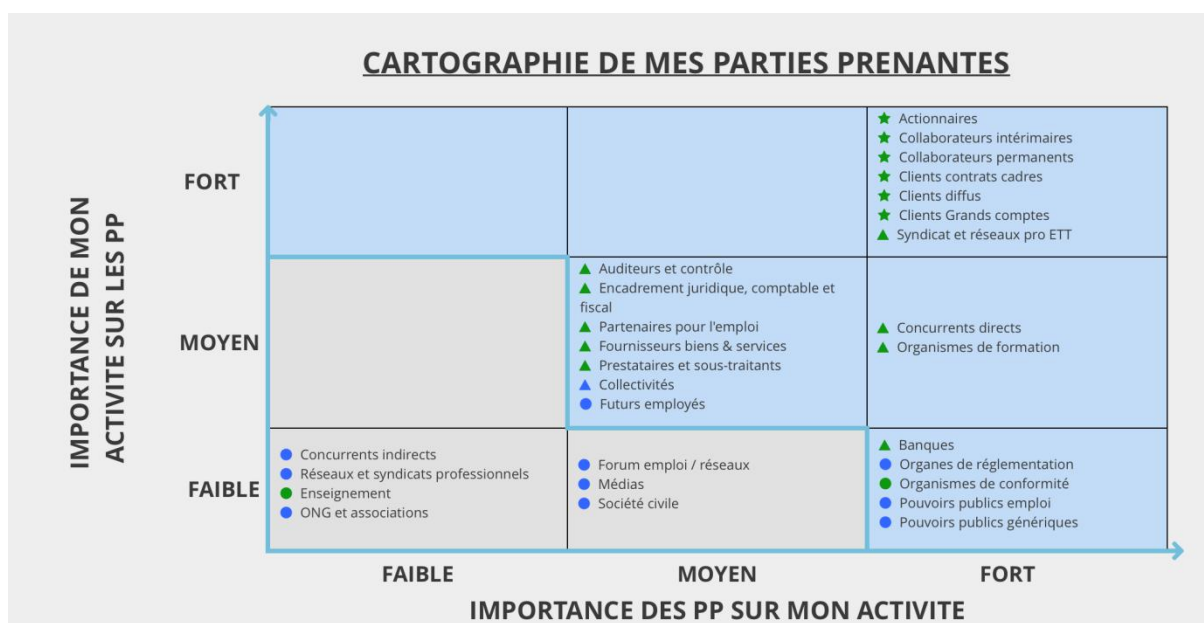 CARTOGRAPHIE DE MES PARTIES PRENANTES
IMPORTANCE DE MON
ACTIVITE SUR LES PP
FORT
Actionnaires
Collaborateurs intérimaires
Collaborateurs permanents
Clients contrats cadres
Clients diffus
Clients Grands comptes
Syndicat et réseaux pro ETT
MOYEN
Auditeurs et contrôle
Encadrement juridique, comptable et
fiscal
Partenaires pour l'emploi
Fournisseurs biens & services
Prestataires et sous-traitants
Collectivités
Futurs employés
Concurrents directs
Organismes de formation
FAIBLE
Concurrents indirects
Réseaux et syndicats professionnels
Enseignement
ONG et associations
Forum emploi / réseaux
Médias
Société civile
Banques
Organes de réglementation
Organismes de conformité
Pouvoirs publics emploi
Pouvoirs publics génériques
FAIBLE
MOYEN
FORT
IMPORTANCE DES PP SUR MON ACTIVITE